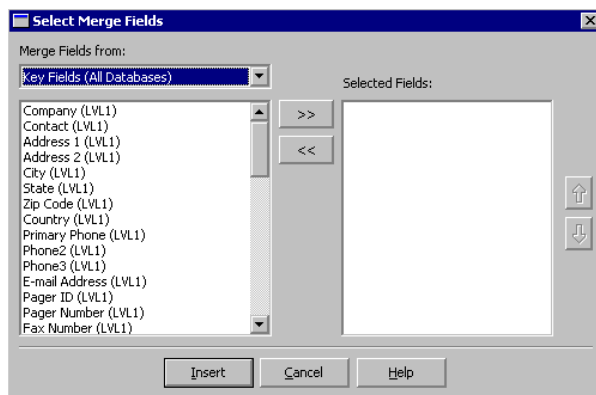 Select Merge Fields
Merge Fields from:
Key Fields (All Databases)
Selected Fields:
Company (LVL1)
Contact (LVL1)
Address 1 (LVL1)
Address 2 (LVL1)
City (LVL1)
State (LVL1)
Zip Code (LVL1)
Country (LVL1)
Primary Phone (LVL1)
Phone2 (LVL1)
Phone3 (LVL1)
E-mail Address (LVL1)
Pager ID (LVL1)
Pager Number (LVL1)
Fax Number (LVL1)
>>
<<
Insert
Cancel
Help